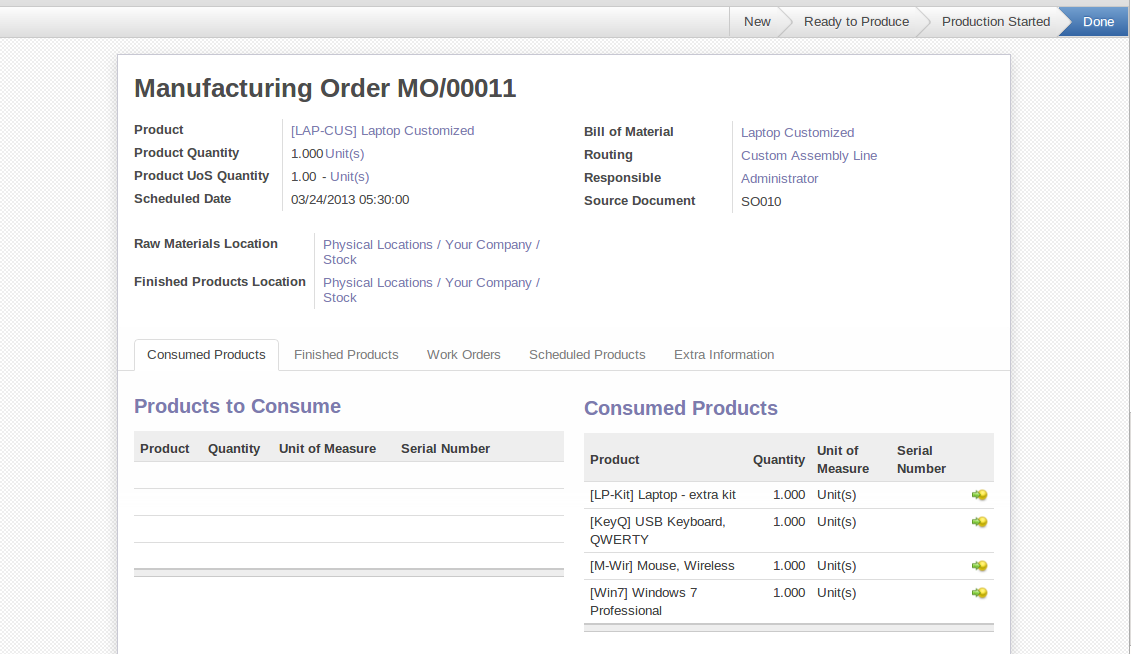 New Ready to Produce Production Started Done
Manufacturing Order MO/00011
Product [LAP-CUS] Laptop Customized
Product Quantity 1.000 Unit(s)
Product UoS Quantity 1.00 - Unit(s)
Scheduled Date 03/24/2013 05:30:00
Bill of Material Laptop Customized
Routing Custom Assembly Line
Responsible Administrator
Source Document SO010
Raw Materials Location Physical Locations / Your Company /
Stock
Finished Products Location Physical Locations / Your Company /
Stock
Consumed Products Finished Products Work Orders Scheduled Products Extra Information
Products to Consume
Product Quantity Unit of Measure Serial Number
Consumed Products
Product Quantity Unit of Measure Serial Number
[LP-Kit] Laptop - extra kit 1.000 Unit(s)
[KeyQ] USB Keyboard, 1.000 Unit(s)
QWERTY
[M-Wir] Mouse, Wireless 1.000 Unit(s)
[Win7] Windows 7 1.000 Unit(s)
Professional